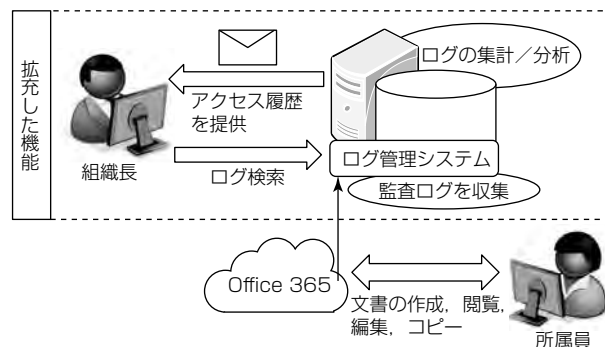 拡充した機能
ログの集計／分析
アクセス履歴
を提供
組織長
ログ検索
ログ管理システム
監査ログを収集
Office 365
文書の作成，閲覧，
編集，コピー
所属員